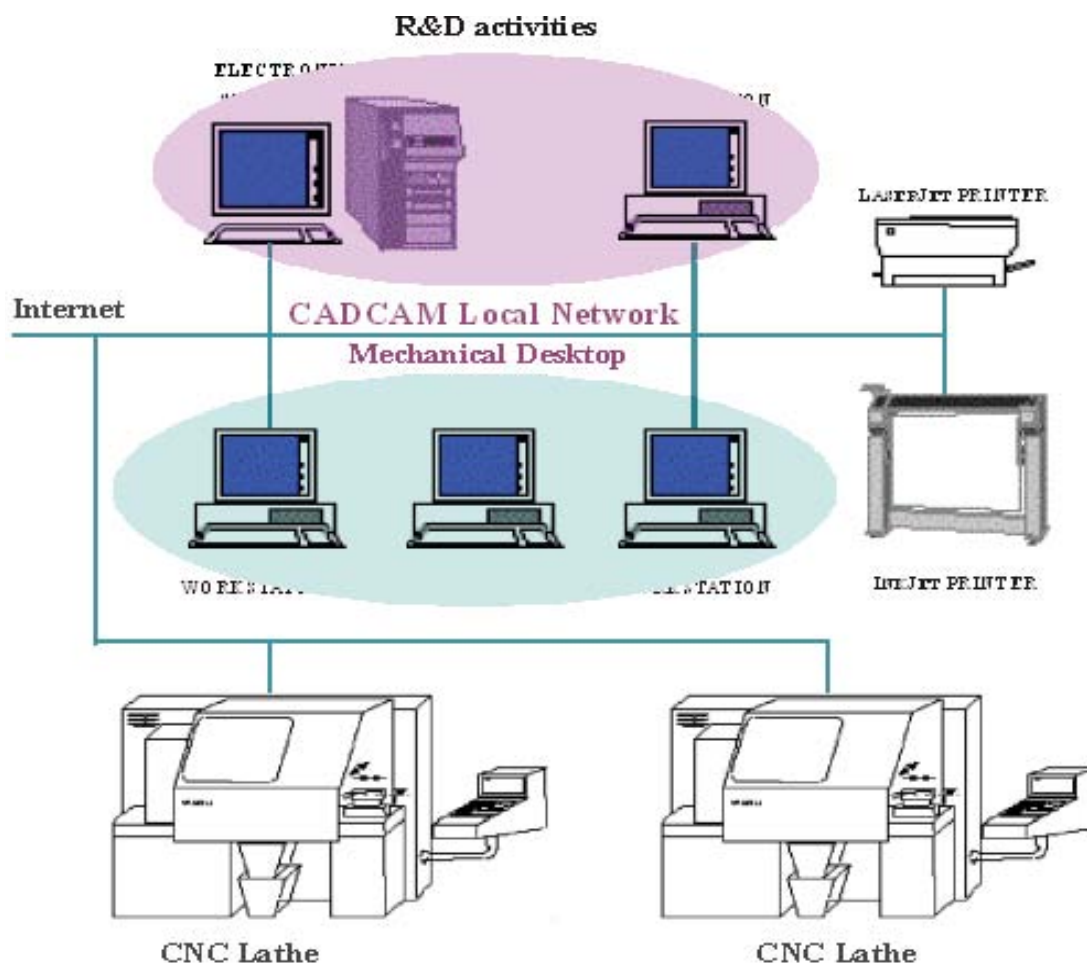 R&D activities
LASERJET PRINTER
Internet
CADCAM Local Network
Mechanical Desktop
INKJET PRINTER
CNC Lathe
CNC Lathe